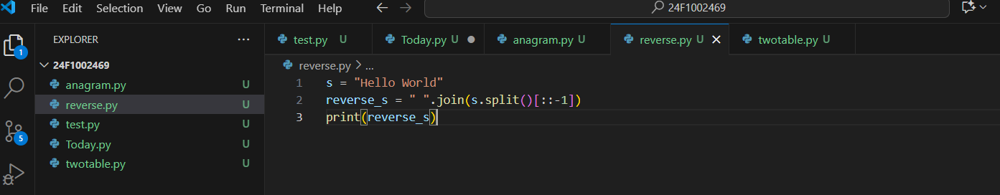 File Edit Selection View Go Run Terminal Help 24F1002469
EXPLORER ...
test.py U Today.py U anagram.py U reverse.py U twotable.py U
24F1002469
reverse.py > ...
anagram.py U
reverse.py U
test.py U
Today.py U
twotable.py U
1
5
1 s = "Hello World"
2 reverse_s = " ".join(s.split()[::-1])
3 print(reverse_s)